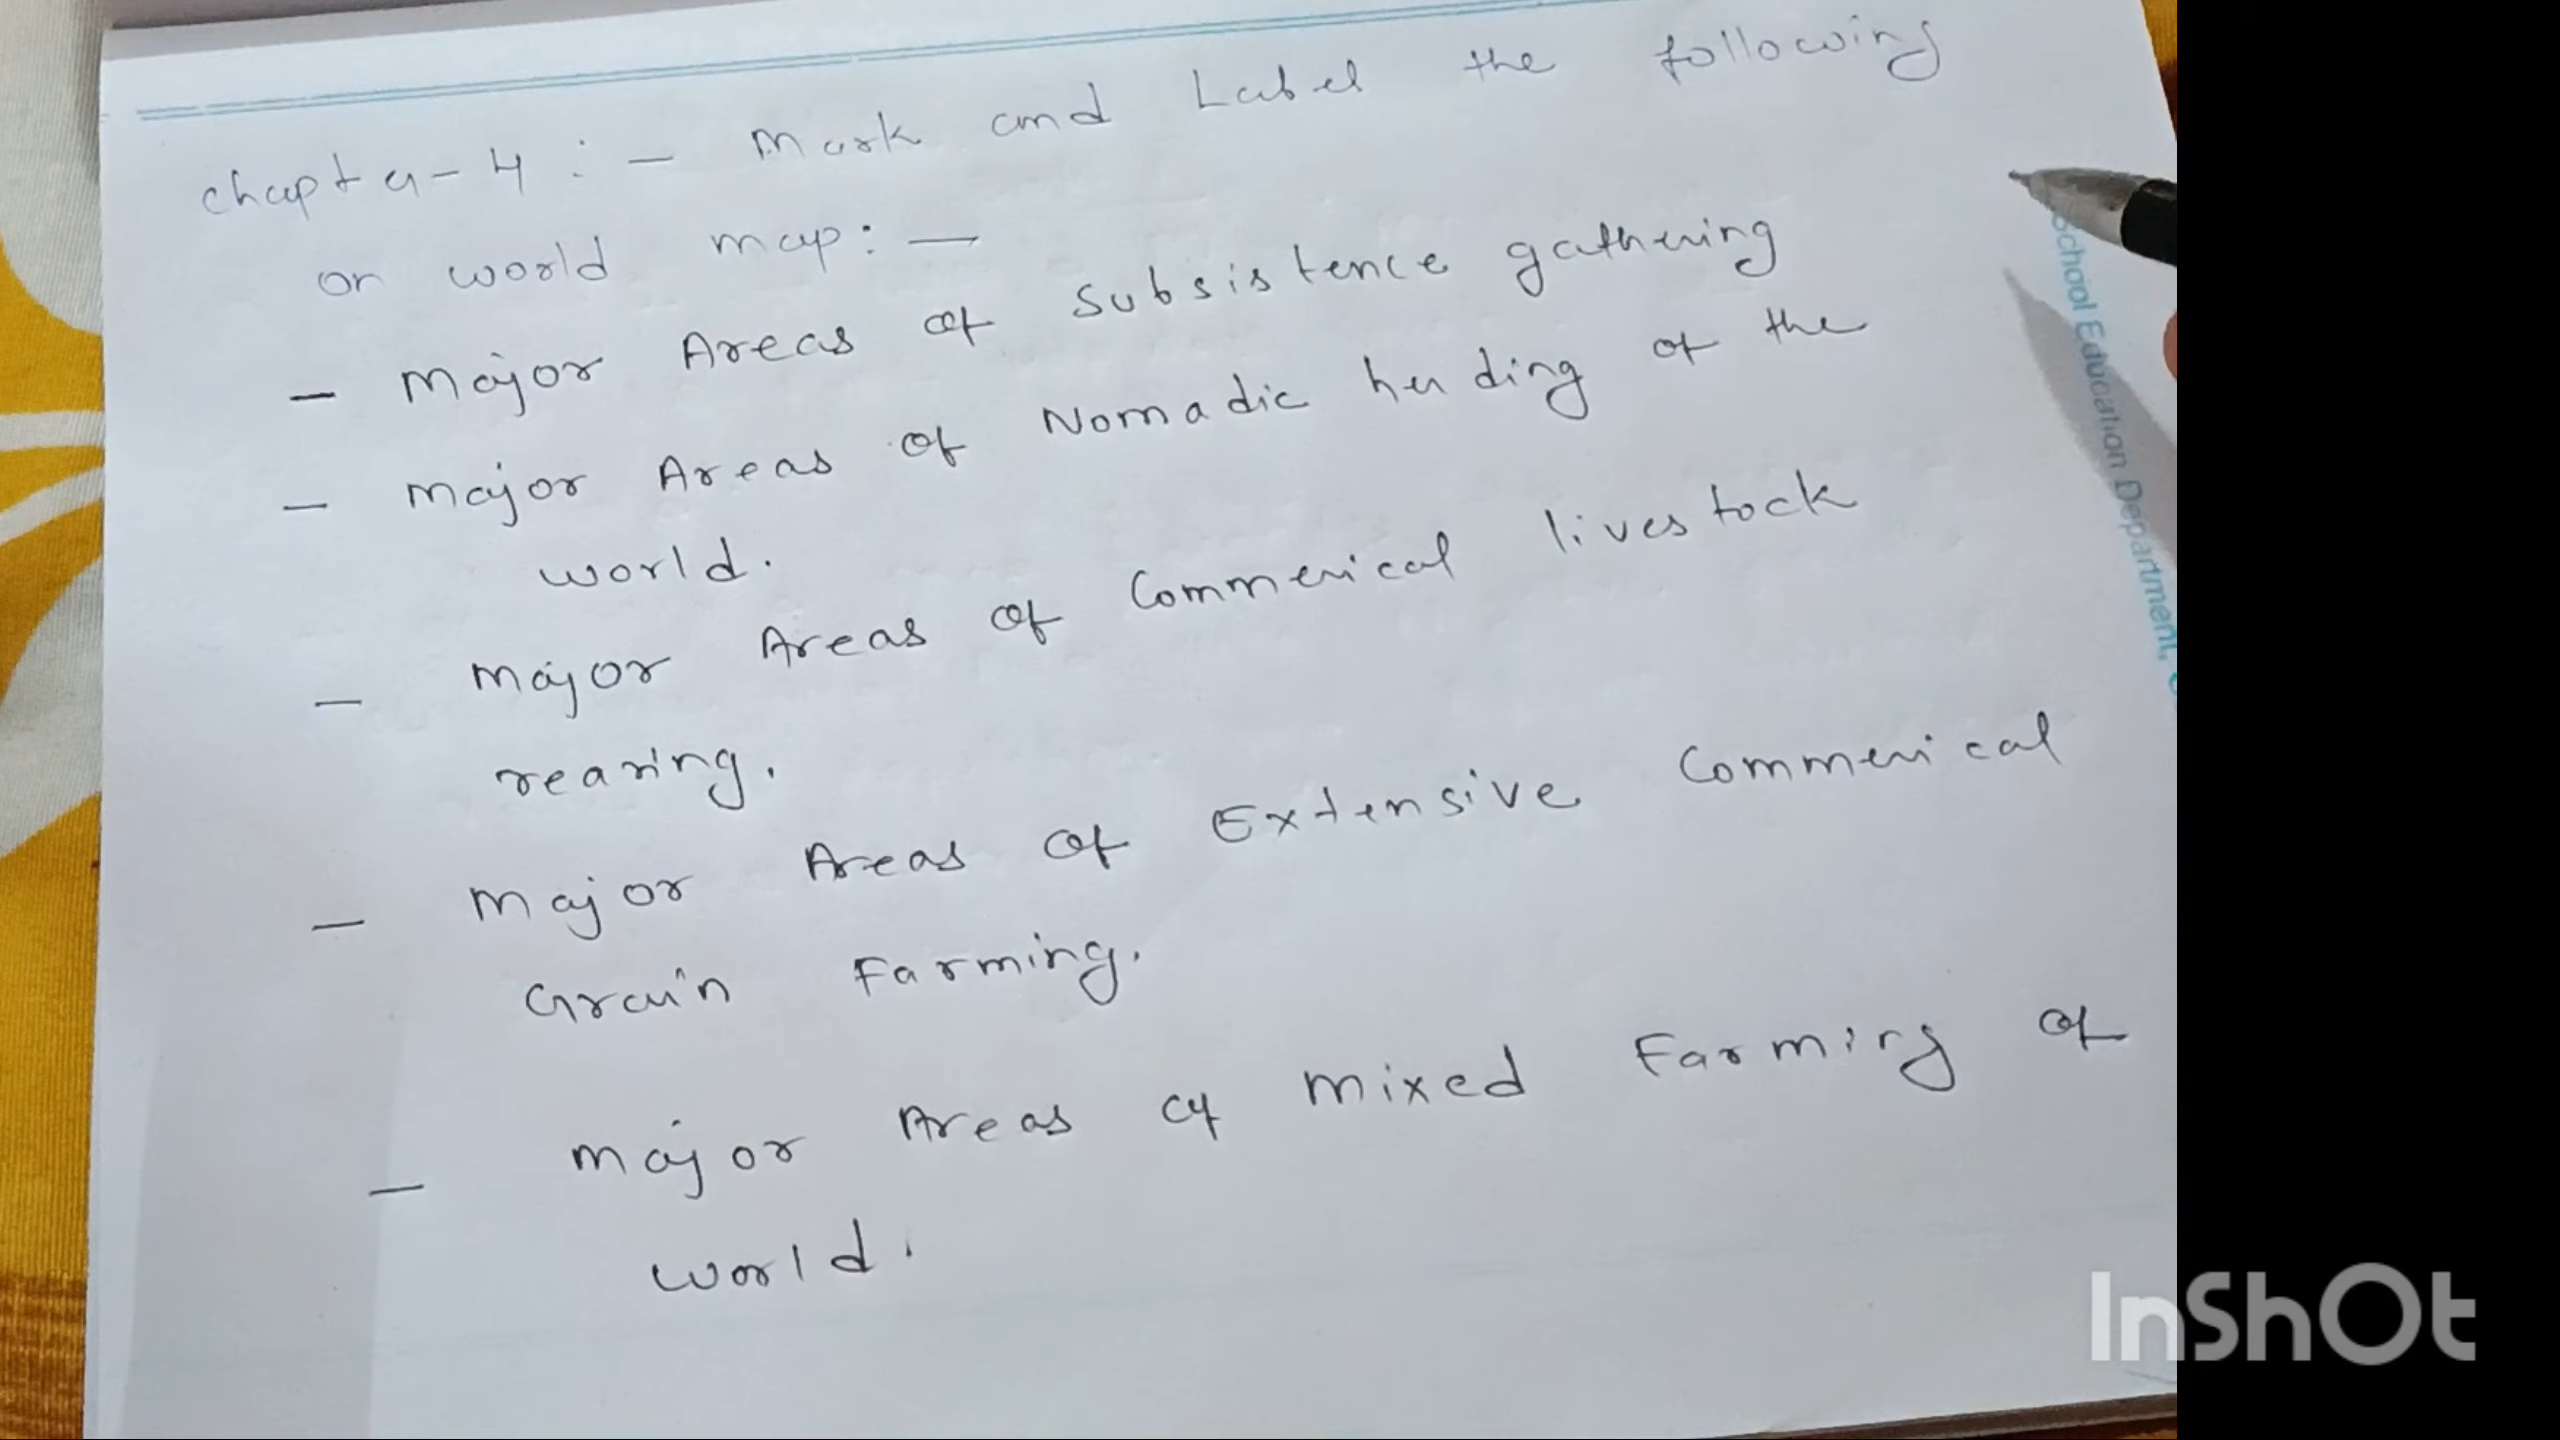 Chapter-4 :- Mark and Label the following
on world map: —
- Major Areas of Subsistence gathering
- Major Areas of Nomadic herding of the
world.
- Major Areas of Commerical livestock
rearing.
- Major Areas of Extensive Commerical
Grain Farming.
- Major Areas of Mixed Farming of
World.
School Education Department,
InShOt